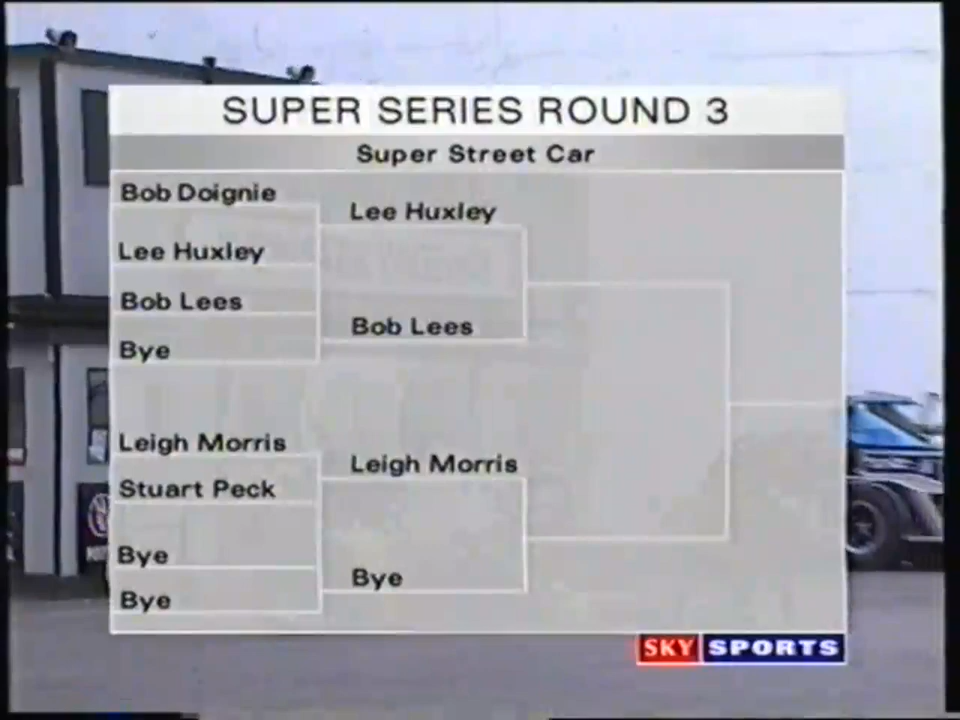 SUPER SERIES ROUND 3
Super Street Car
Bob Doignie
Lee Huxley
Bob Lees
Bye
Leigh Morris
Stuart Peck
Bye
Bye
Lee Huxley
Bob Lees
Leigh Morris
Bye
SKY SPORTS